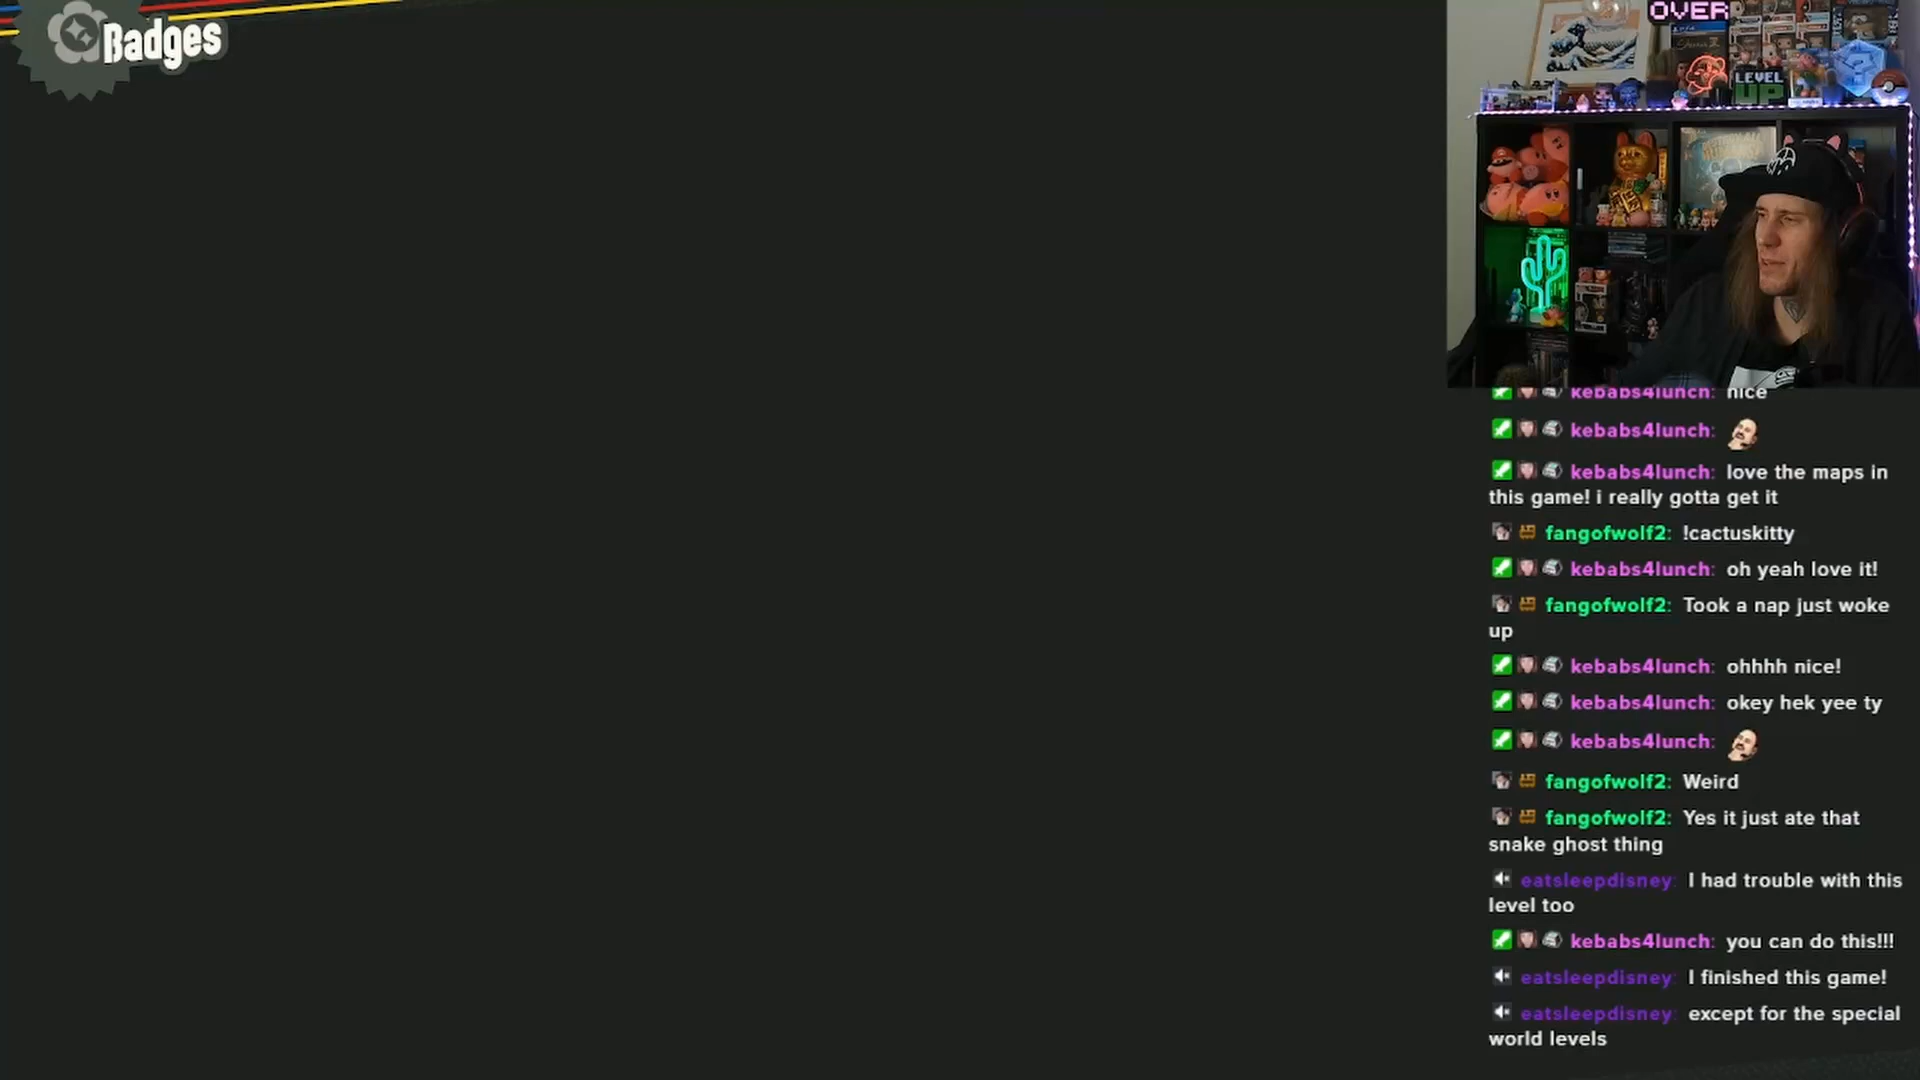 Badges
OVER
LEVEL
UP
kebabs4lunch: nice
kebabs4lunch:
kebabs4lunch: love the maps in
this game! i really gotta get it
fangofwolf2: !cactuskitty
kebabs4lunch: oh yeah love it!
fangofwolf2: Took a nap just woke
up
kebabs4lunch: ohhhh nice!
kebabs4lunch: okey hek yee ty
kebabs4lunch:
fangofwolf2: Weird
fangofwolf2: Yes it just ate that
snake ghost thing
eatsleepdisney: I had trouble with this
level too
kebabs4lunch: you can do this!!!
eatsleepdisney: I finished this game!
eatsleepdisney: except for the special
world levels